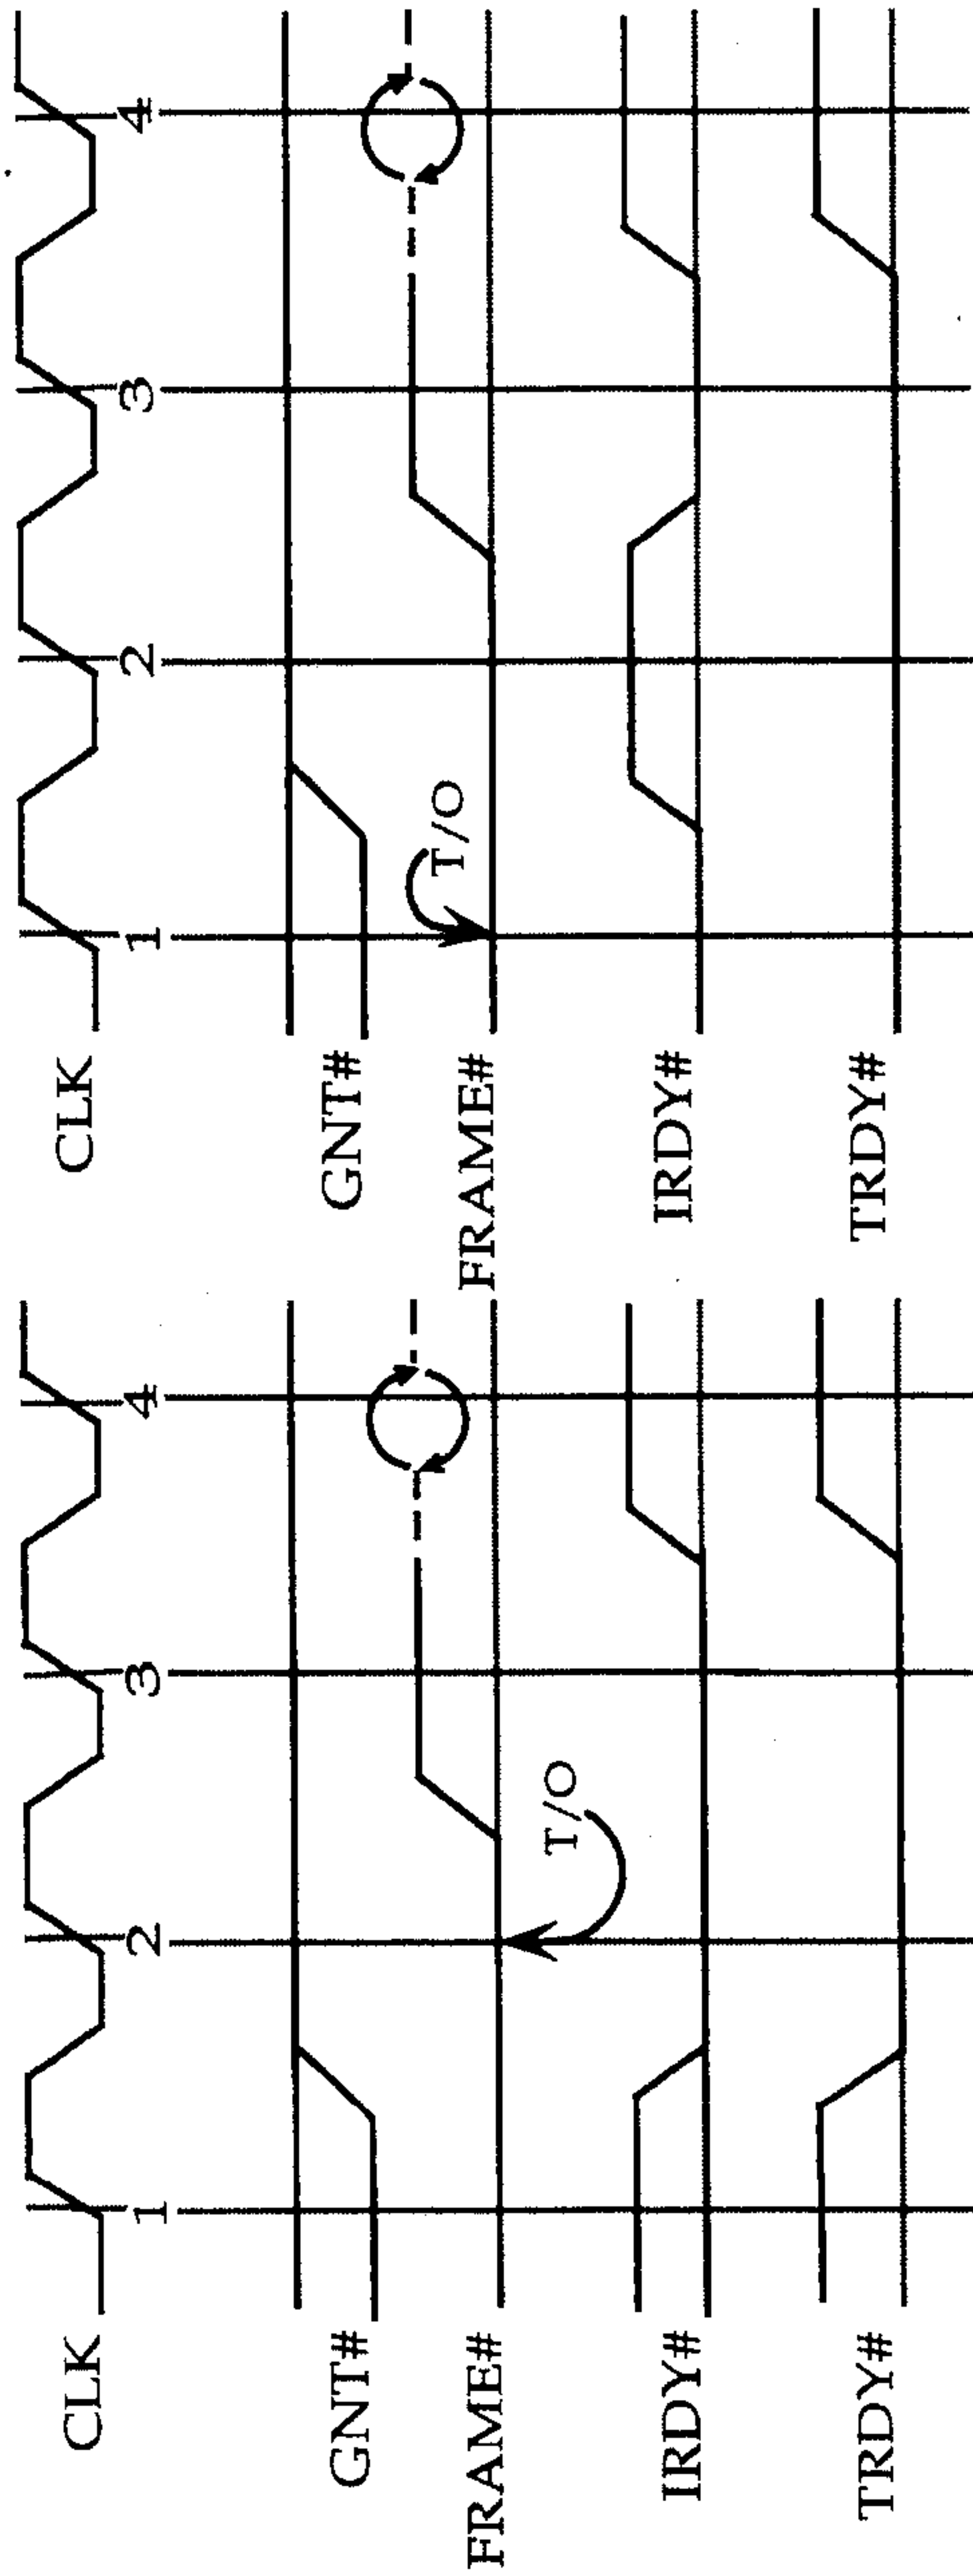 CLK
1
2
3
4
GNT#
FRAME#
T/O
IRDY#
TRDY#
CLK
1
2
3
4
GNT#
T/O
FRAME#
IRDY#
TRDY#